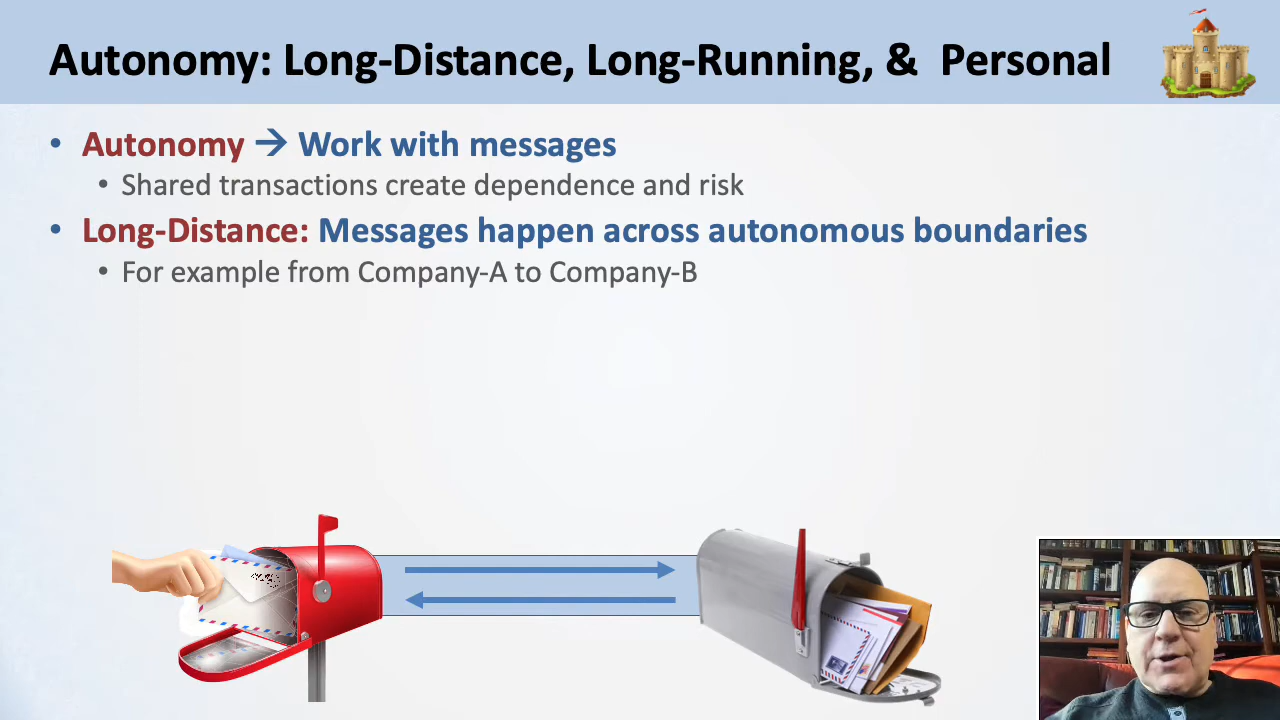 Autonomy: Long-Distance, Long-Running, & Personal
• Autonomy → Work with messages
• Shared transactions create dependence and risk
• Long-Distance: Messages happen across autonomous boundaries
• For example from Company-A to Company-B